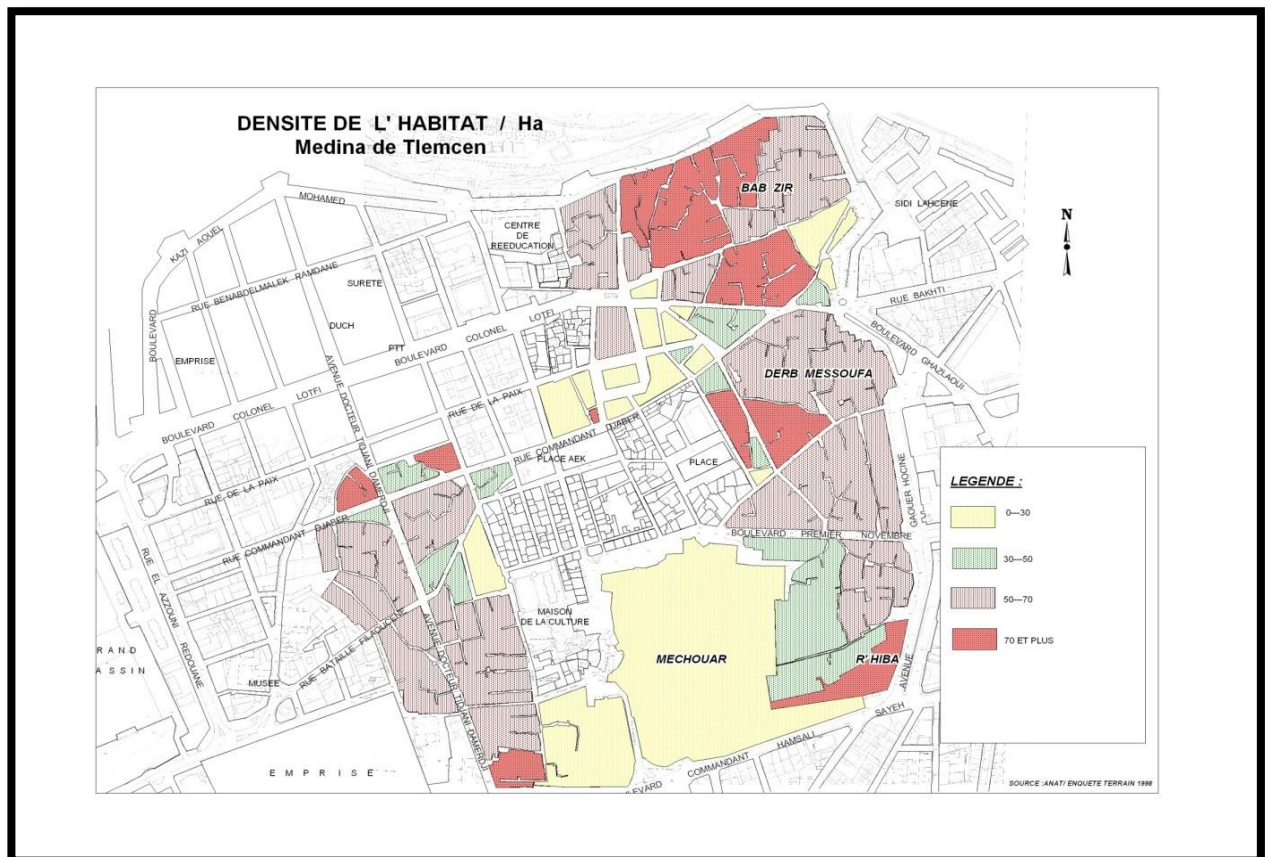 DENSITE DE L' HABITAT / Ha
Medina de Tlemcen
BAB ZIR
SIDI LAHCENE
N
MOHAMED
CENTRE
DE
REEDUCATION
KAZI AOUEL
BOULEVARD
RUE BENABDELMALEK RAMDANE
SURETE
DUCH
PTT
BOULEVARD COLONEL LOTFI
EMPRISE
RUE BAKHTI
BOULEVARD GHAZLAOUI
DERB MESSOUFA
AVENUE DOCTEUR TIDJANI DAMERDJI
BOULEVARD COLONEL LOTFI
RUE DE LA PAIX
RUE COMMANDANT DJABER
PLACE AEK
PLACE
RUE DE LA PAIX
RUE COMMANDANT DJABER
GAOUER HOCINE
AVENUE
BOULEVARD PREMIER NOVEMBRE
RUE EL AZZOUNI REDOUANE
MAISON
DE LA CULTURE
AVENUE DOCTEUR TIDJANI DAMERDJI
RUE BATAILLE FILAOUCENE
MUSEE
RAND
ASSIN
MECHOUAR
R' HIBA
EMPRISE
LEVARD COMMANDANT HAMSALI SAYEH
LEGENDE :
0---30
30---50
50---70
70 ET PLUS
SOURCE :ANAT/ ENQUETE TERRAIN 1998